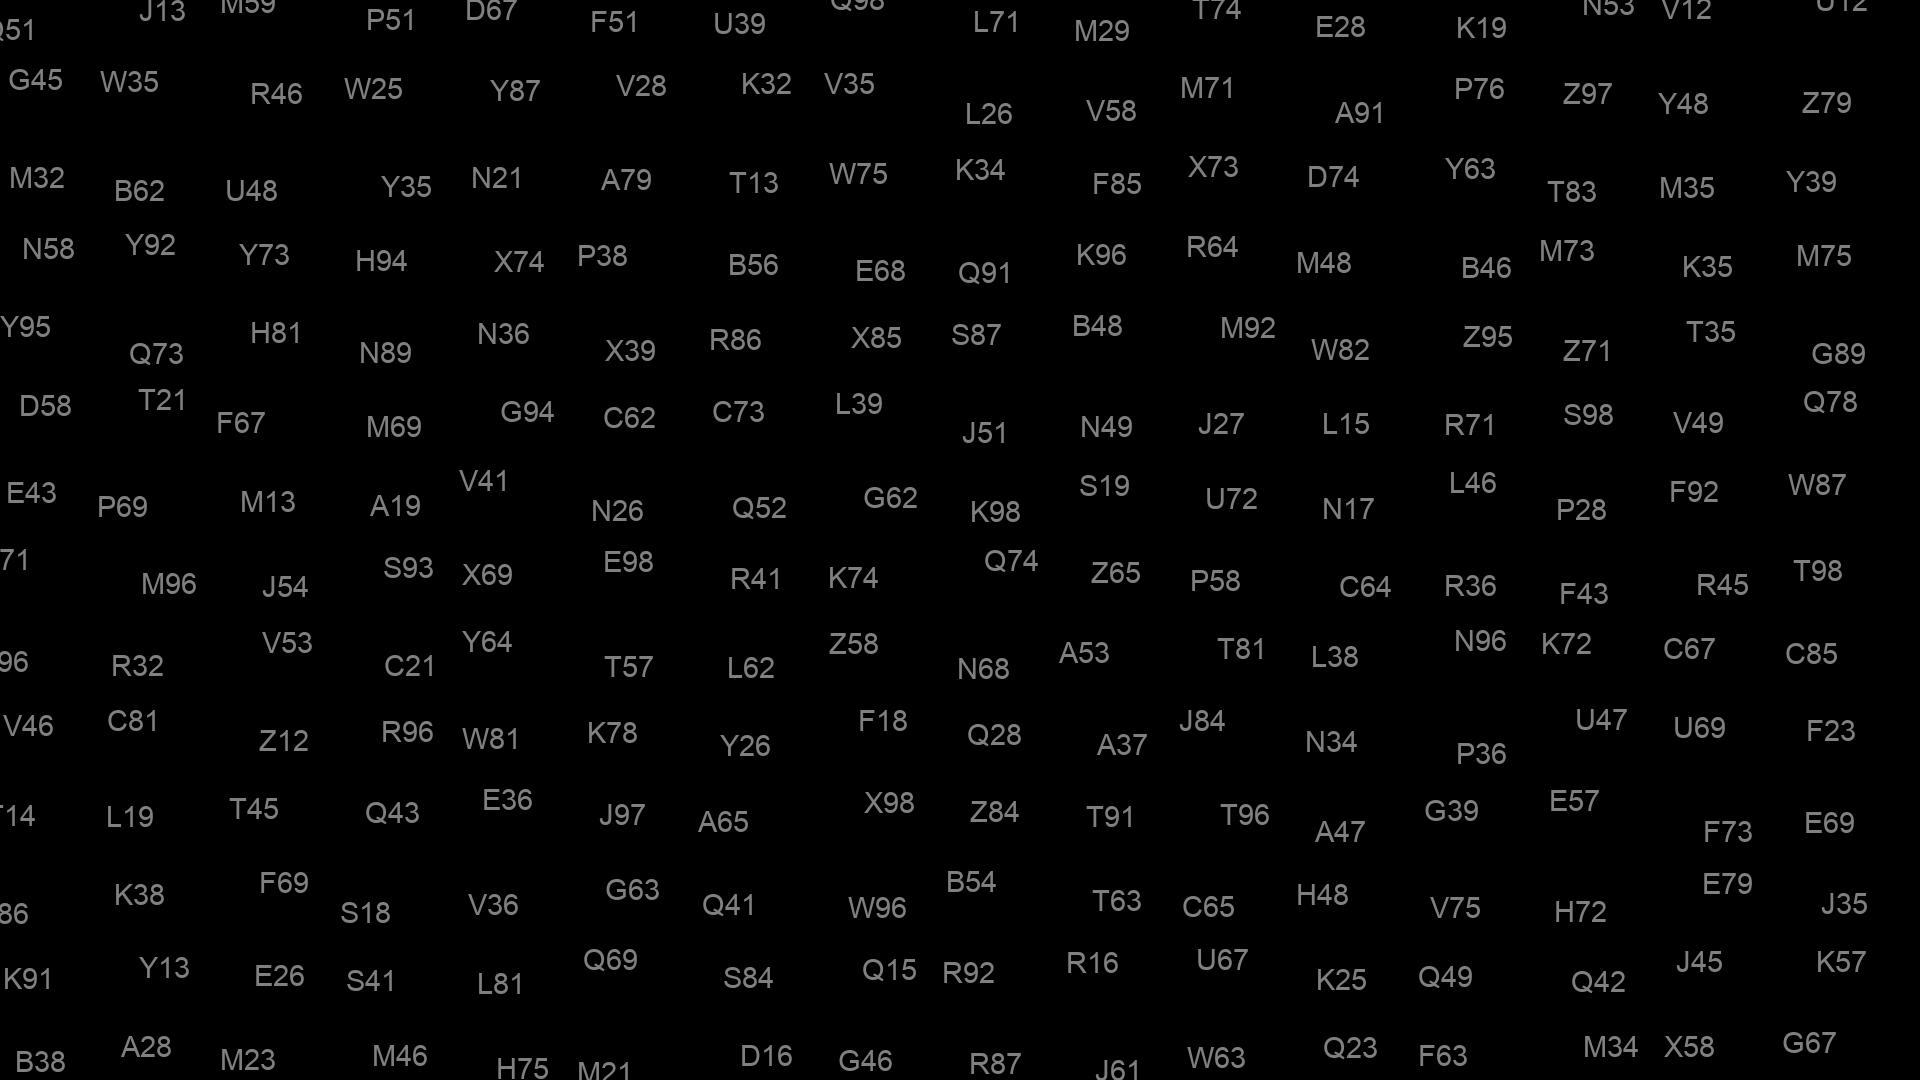 J13 M59 P51 D67 F51 U39 Q98 L71 M29 T74 E28 K19 N53 V12 U12
G45 W35 R46 W25 Y87 V28 K32 V35 L26 V58 M71 A91 P76 Z97 Y48 Z79
M32 B62 U48 Y35 N21 A79 T13 W75 K34 F85 X73 D74 Y63 T83 M35 Y39
N58 Y92 Y73 H94 X74 P38 B56 E68 Q91 K96 R64 M48 B46 M73 K35 M75
Y95 Q73 H81 N89 N36 X39 R86 X85 S87 B48 M92 W82 Z95 Z71 T35 G89
D58 T21 F67 M69 G94 C62 C73 L39 J51 N49 J27 L15 R71 S98 V49 Q78
E43 P69 M13 A19 V41 N26 Q52 G62 K98 S19 U72 N17 L46 P28 F92 W87
71 M96 J54 S93 X69 E98 R41 K74 Q74 Z65 P58 C64 R36 F43 R45 T98
96 R32 V53 C21 Y64 T57 L62 Z58 N68 A53 T81 L38 N96 K72 C67 C85
V46 C81 Z12 R96 W81 K78 Y26 F18 Q28 A37 J84 N34 P36 U47 U69 F23
14 L19 T45 Q43 E36 J97 A65 X98 Z84 T91 T96 A47 G39 E57 F73 E69
86 K38 F69 S18 V36 G63 Q41 W96 B54 T63 C65 H48 V75 H72 E79 J35
K91 Y13 E26 S41 L81 Q69 S84 Q15 R92 R16 U67 K25 Q49 Q42 J45 K57
B38 A28 M23 M46 H75 M21 D16 G46 R87 J61 W63 Q23 F63 M34 X58 G67